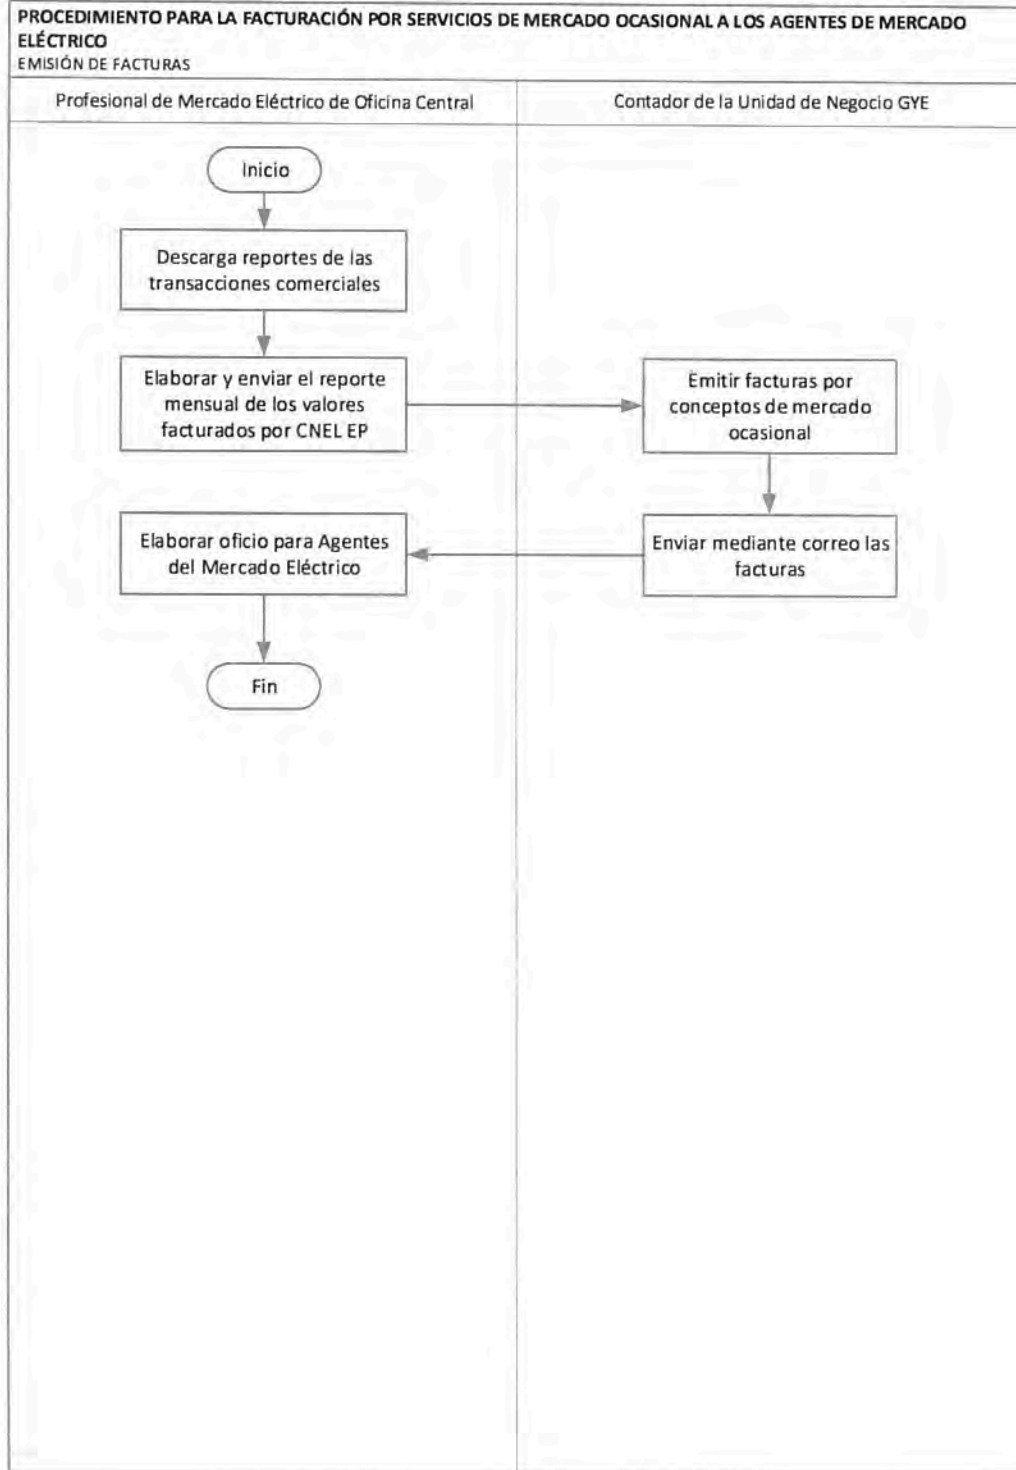 PROCEDIMIENTO PARA LA FACTURACIÓN POR SERVICIOS DE MERCADO OCASIONAL A LOS AGENTES DE MERCADO
ELÉCTRICO
EMISIÓN DE FACTURAS
Profesional de Mercado Eléctrico de Oficina Central
Contador de la Unidad de Negocio GYE
Inicio
Descarga reportes de las
transacciones comerciales
Elaborar y enviar el reporte
mensual de los valores
facturados por CNEL EP
Emitir facturas por
conceptos de mercado
ocasional
Enviar mediante correo las
facturas
Elaborar oficio para Agentes
del Mercado Eléctrico
Fin